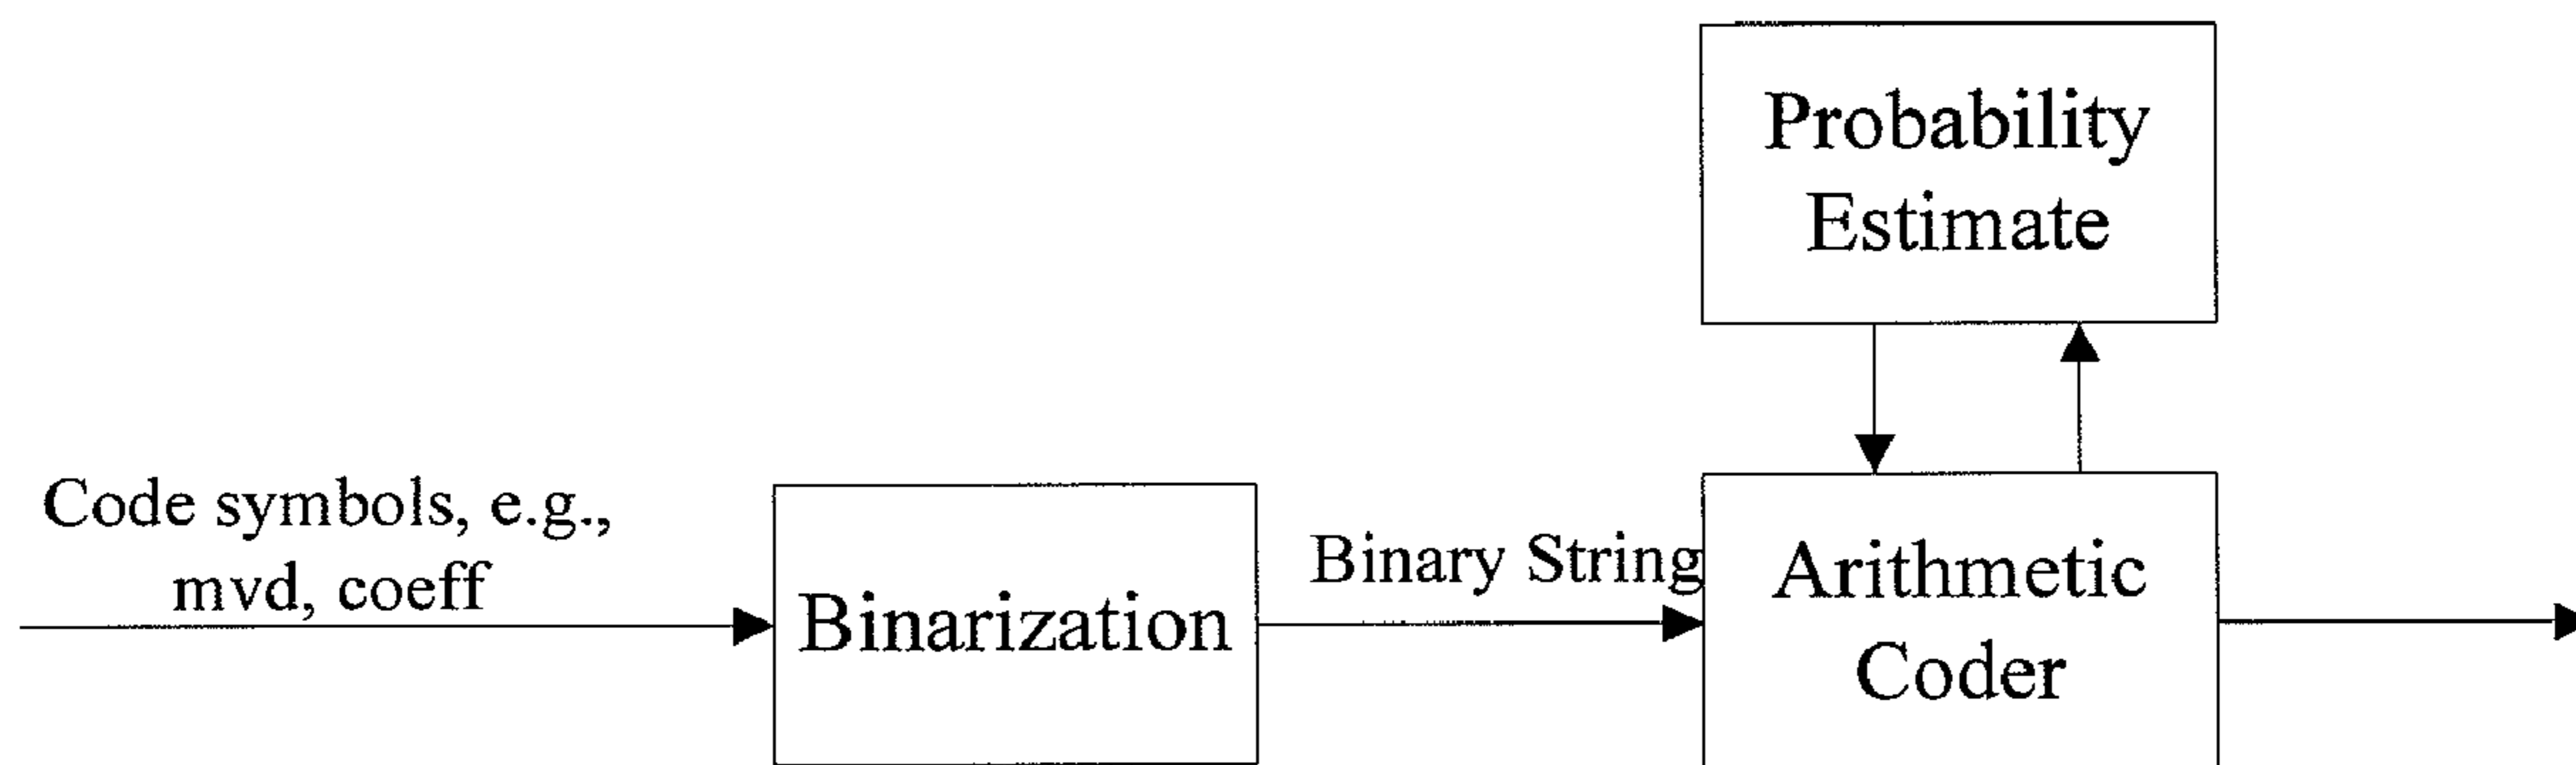 Probability
Estimate
Code symbols, e.g.,
mvd, coeff
Binarization
Binary String
Arithmetic
Coder